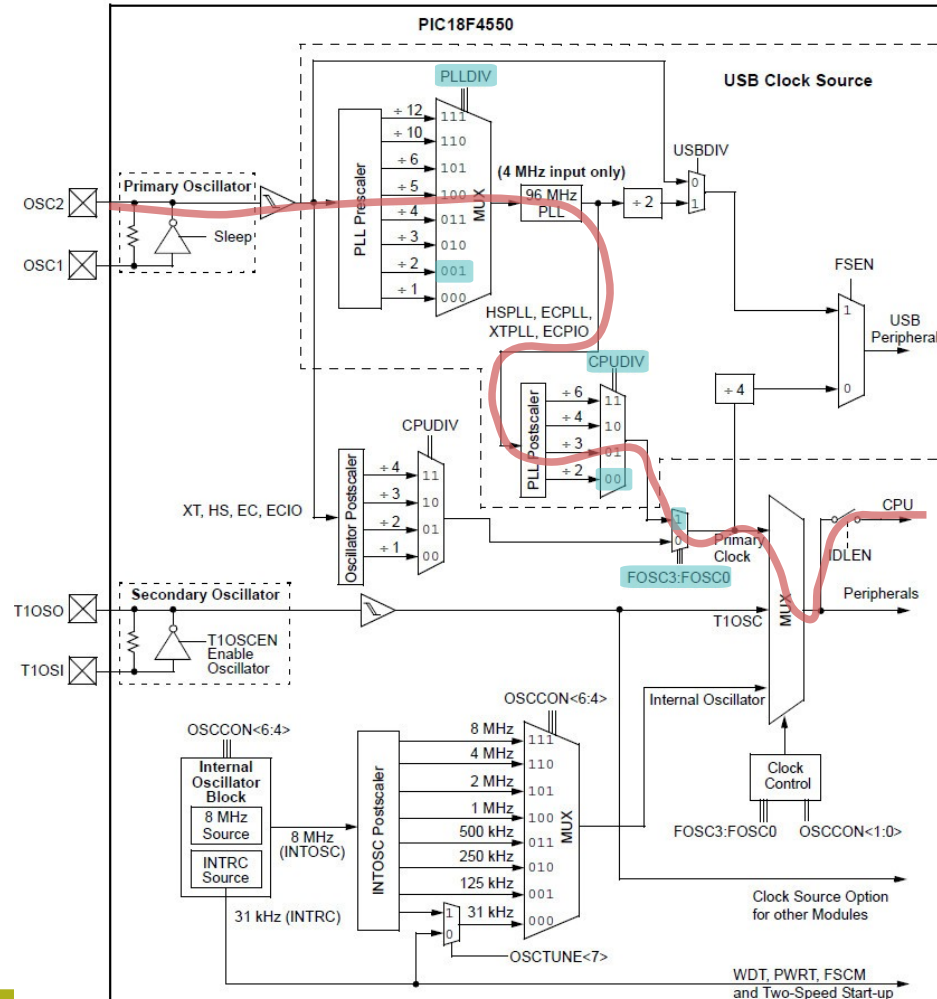 PIC18F4550
USB Clock Source
PLLDIV
÷ 12
111
÷ 10
110
÷ 6
101
÷ 5
100
÷ 4
011
÷ 3
010
÷ 2
001
÷ 1
000
PLL Prescaler
MUX
(4 MHz input only)
96 MHz
PLL
÷ 2
USBDIV
0
1
Primary Oscillator
OSC2
Sleep
OSC1
FSEN
1
USB
Peripheral
0
HSPLL, ECPLL,
XTPLL, ECPIO
÷ 4
CPUDIV
÷ 6
11
÷ 4
10
÷ 3
01
÷ 2
00
PLL Postscaler
CPUDIV
÷ 4
11
÷ 3
10
÷ 2
01
÷ 1
00
Oscillator Postscaler
XT, HS, EC, ECIO
1
0
Primary
Clock
FOSC3:FOSC0
CPU
IDLEN
Peripherals
MUX
Secondary Oscillator
T1OSO
T1OSCEN
Enable
Oscillator
T1OSI
T1OSC
Internal Oscillator
OSCCON<6:4>
OSCCON<6:4>
Internal
Oscillator
Block
8 MHz
Source
INTRC
Source
8 MHz
(INTOSC)
31 kHz (INTRC)
INTOSC Postscaler
8 MHz
111
4 MHz
110
2 MHz
101
1 MHz
100
500 kHz
011
250 kHz
010
125 kHz
001
31 kHz
000
1
0
MUX
OSCTUNE<7>
Clock
Control
FOSC3:FOSC0
OSCCON<1:0>
Clock Source Option
for other Modules
WDT, PWRT, FSCM
and Two-Speed Start-up